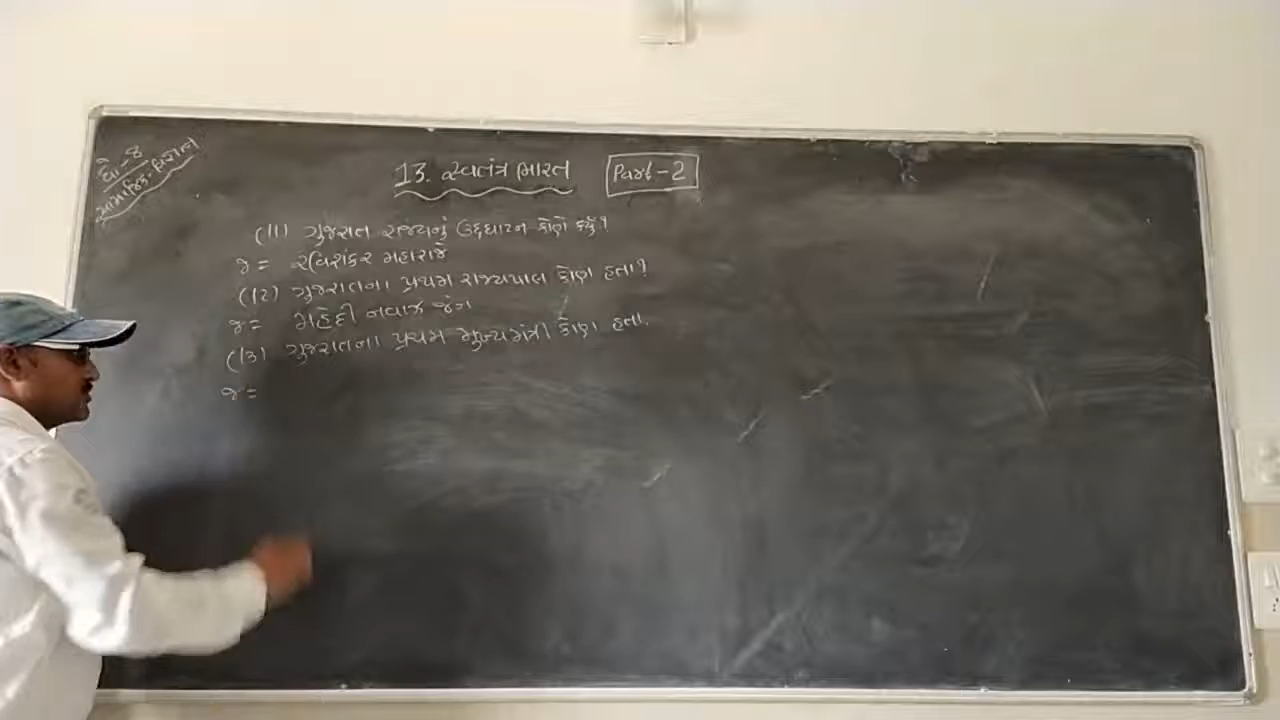 ધો-8
સામાજિક-વિજ્ઞાન
13. સ્વતંત્ર ભારત
Part-2
(11) ગુજરાત રાજ્યનું ઉદ્દઘાટન કોણે કર્યું?
જ = રવિશંકર મહારાજે
(12) ગુજરાતના પ્રથમ રાજ્યપાલ કોણ હતા?
જ = મહેદી નવાઝ જંગ
(13) ગુજરાતના પ્રથમ મુખ્યમંત્રી કોણ હતા.
જ =